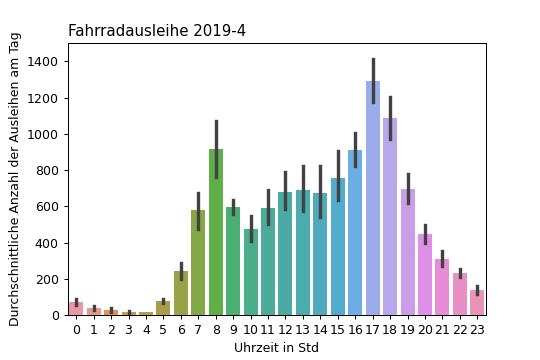 Fahrradausleihe 2019-4
Durchschnittliche Anzahl der Ausleihen am Tag
1400
1200
1000
800
600
400
200
0
0 1 2 3 4 5 6 7 8 9 10 11 12 13 14 15 16 17 18 19 20 21 22 23
Uhrzeit in Std